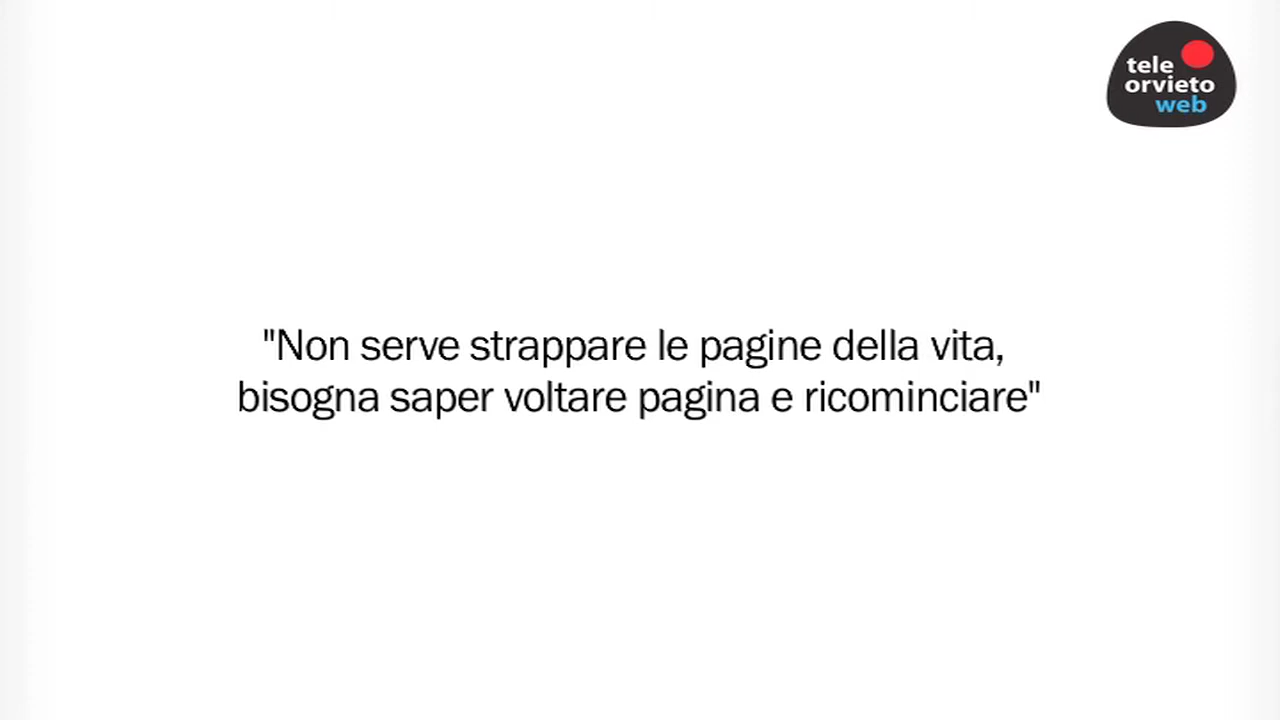 tele
orvieto
web
"Non serve strappare le pagine della vita,
bisogna saper voltare pagina e ricominciare"